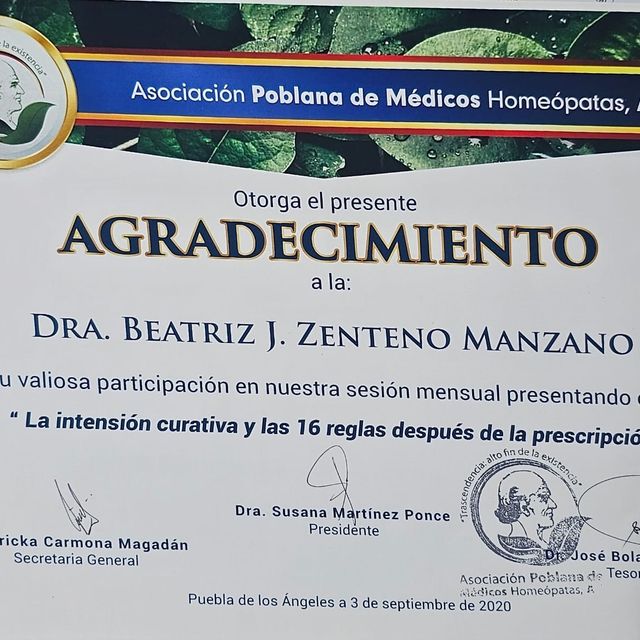 de la existencia"
Asociación Poblana de Médicos Homeópatas,
Otorga el presente
AGRADECIMIENTO
a la:
DRA. BEATRIZ J. ZENTENO MANZANO
u valiosa participación en nuestra sesión mensual presentando
“ La intensión curativa y las 16 reglas después de la prescripció
"Trascendencia, alto fin de la existencia"
Dra. Susana Martínez Ponce
Presidente
ricka Carmona Magadán
Secretaria General
Dr. José Bola
Tesor
Asociación Poblana de
Médicos Homeópatas, A
Puebla de los Ángeles a 3 de septiembre de 2020